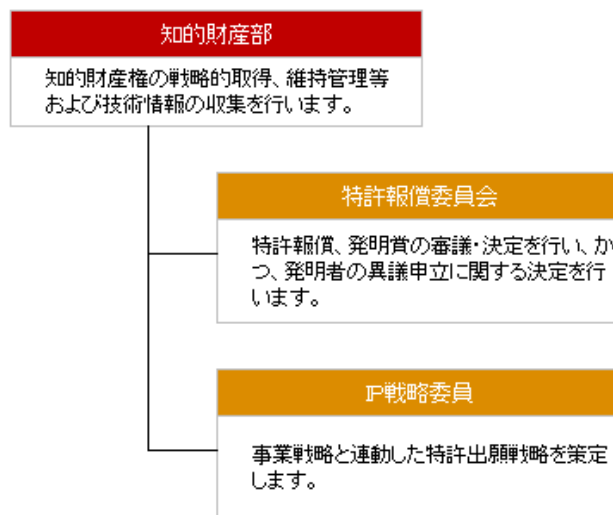 知的財産部
知的財産権の戦略的取得、維持管理等
および技術情報の収集を行います。
特許報償委員会
特許報償、発明賞の審議・決定を行い、か
つ、発明者の異議申立に関する決定を行
います。
IP戦略委員
事業戦略と連動した特許出願戦略を策定
します。